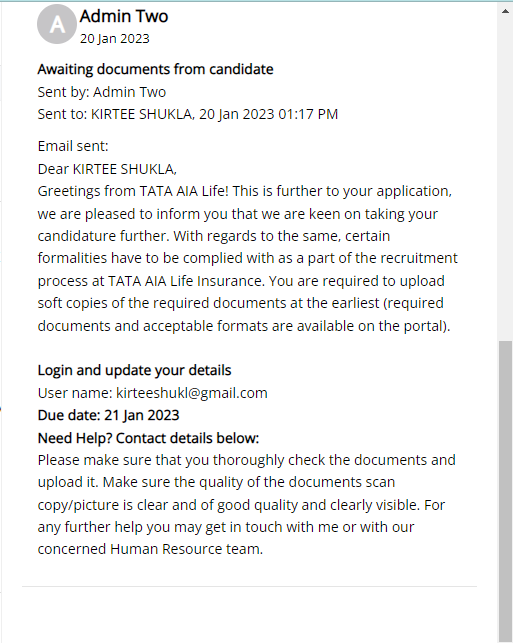 A
Admin Two
20 Jan 2023
Awaiting documents from candidate
Sent by: Admin Two
Sent to: KIRTEE SHUKLA, 20 Jan 2023 01:17 PM
Email sent:
Dear KIRTEE SHUKLA,
Greetings from TATA AIA Life! This is further to your application,
we are pleased to inform you that we are keen on taking your
candidature further. With regards to the same, certain
formalities have to be complied with as a part of the recruitment
process at TATA AIA Life Insurance. You are required to upload
soft copies of the required documents at the earliest (required
documents and acceptable formats are available on the portal).
Login and update your details
User name: kirteeshukl@gmail.com
Due date: 21 Jan 2023
Need Help? Contact details below:
Please make sure that you thoroughly check the documents and
upload it. Make sure the quality of the documents scan
copy/picture is clear and of good quality and clearly visible. For
any further help you may get in touch with me or with our
concerned Human Resource team.